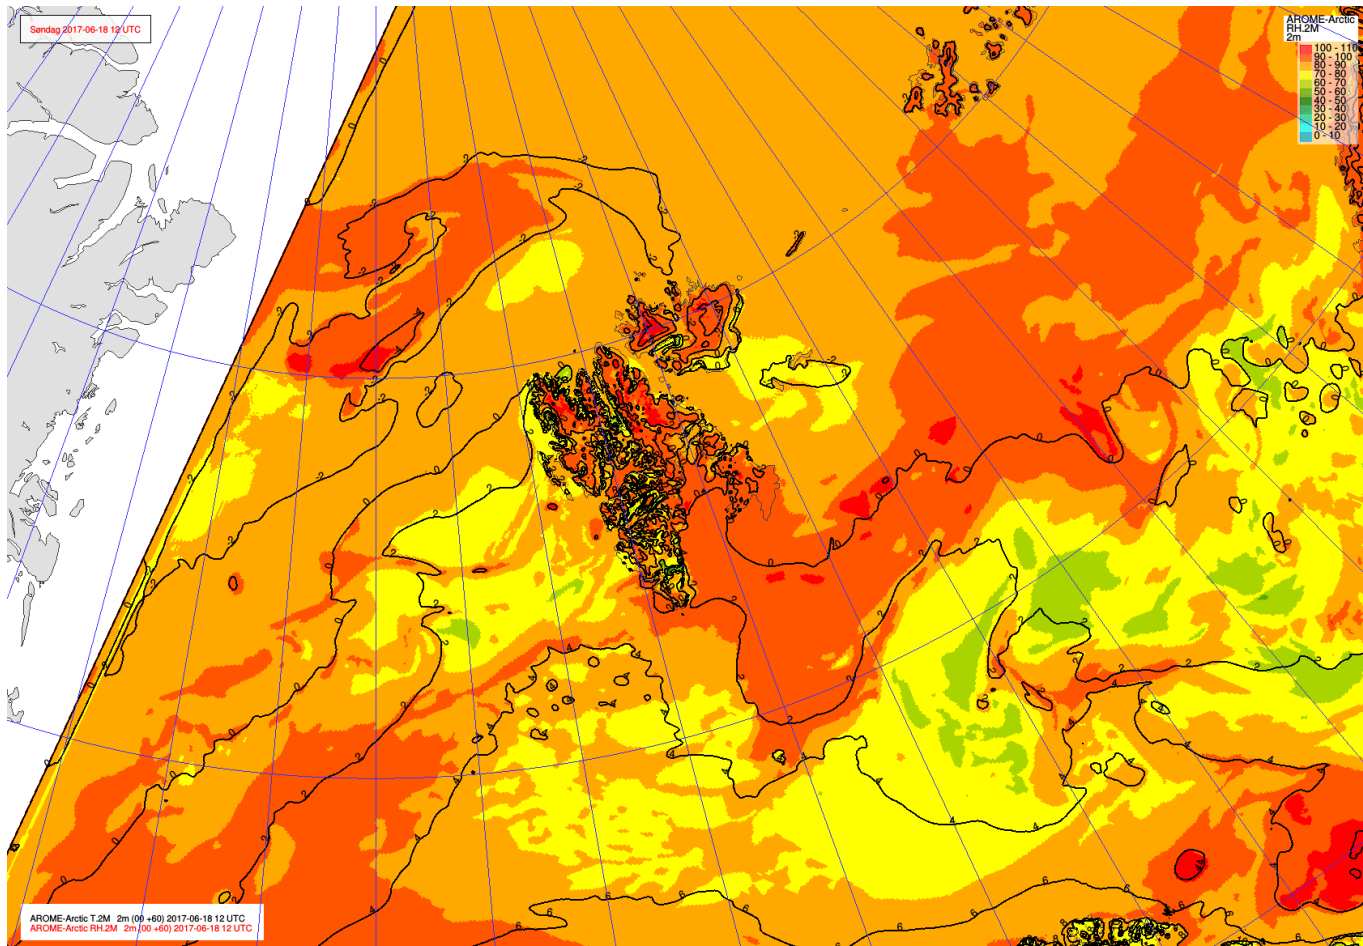 Søndag 2017-06-18 12 UTC
AROME-Arctic
RH.2M
2m
100 - 110
90 - 100
80 - 90
70 - 80
60 - 70
50 - 60
40 - 50
30 - 40
20 - 30
10 - 20
0 - 10
AROME-Arctic T.2M 2m (00 +60) 2017-06-18 12 UTC
AROME-Arctic RH.2M 2m (00 +60) 2017-06-18 12 UTC